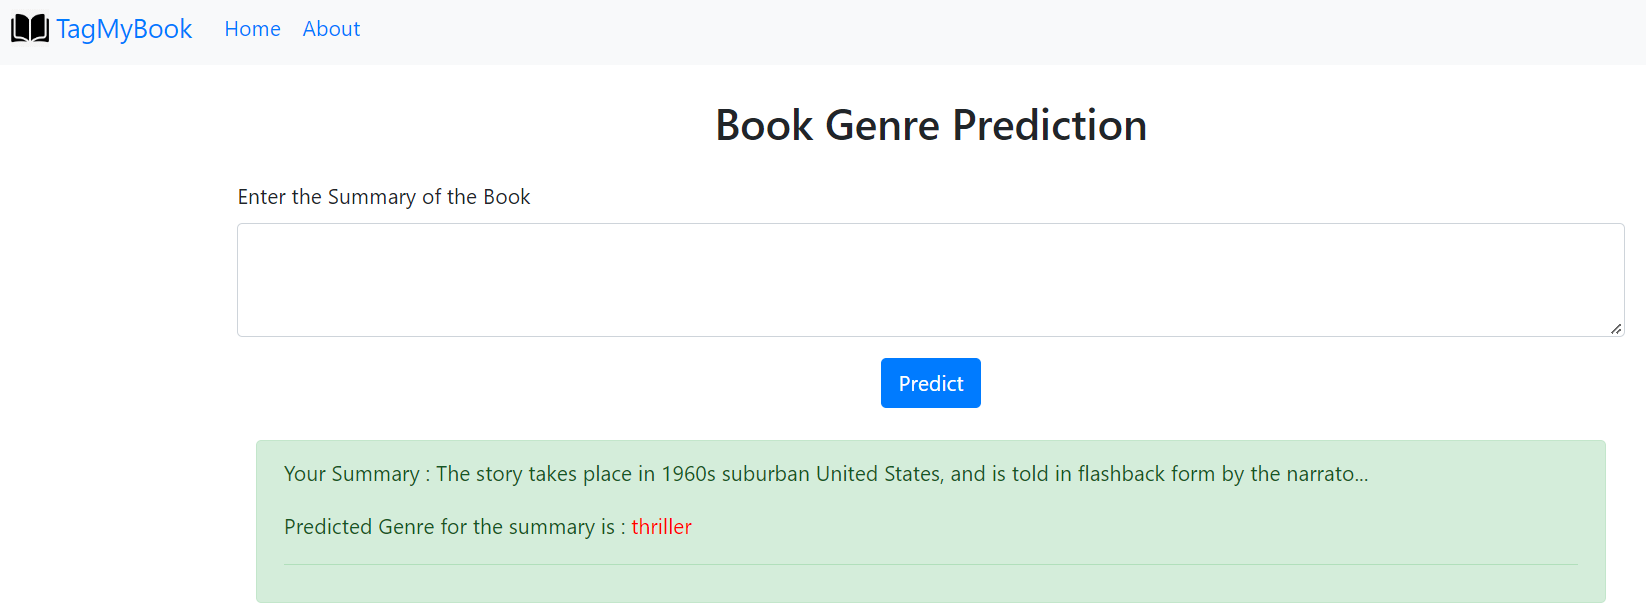 TagMyBook Home About
Book Genre Prediction
Enter the Summary of the Book
Predict
Your Summary : The story takes place in 1960s suburban United States, and is told in flashback form by the narrato...
Predicted Genre for the summary is : thriller